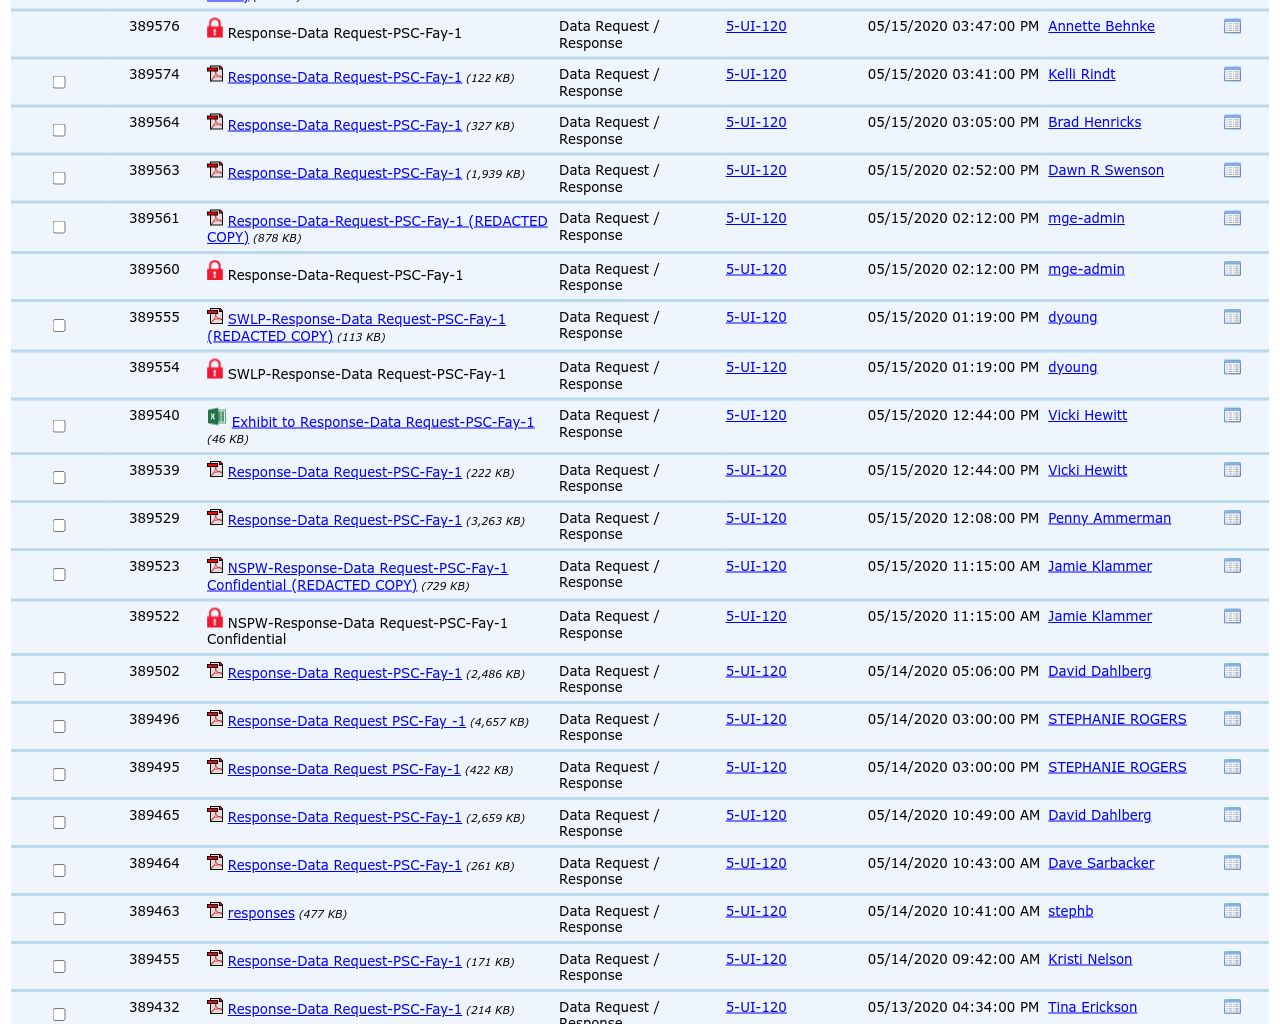 389576 Response-Data Request-PSC-Fay-1 Data Request / 5-UI-120 05/15/2020 03:47:00 PM Annette Behnke
Response
389574 Response-Data Request-PSC-Fay-1 (122 KB) Data Request / 5-UI-120 05/15/2020 03:41:00 PM Kelli Rindt
Response
389564 Response-Data Request-PSC-Fay-1 (327 KB) Data Request / 5-UI-120 05/15/2020 03:05:00 PM Brad Henricks
Response
389563 Response-Data Request-PSC-Fay-1 (1,939 KB) Data Request / 5-UI-120 05/15/2020 02:52:00 PM Dawn R Swenson
Response
389561 Response-Data-Request-PSC-Fay-1 (REDACTED Data Request / 5-UI-120 05/15/2020 02:12:00 PM mge-admin
COPY) (878 KB) Response
389560 Response-Data-Request-PSC-Fay-1 Data Request / 5-UI-120 05/15/2020 02:12:00 PM mge-admin
Response
389555 SWLP-Response-Data Request-PSC-Fay-1 Data Request / 5-UI-120 05/15/2020 01:19:00 PM dyoung
(REDACTED COPY) (113 KB) Response
389554 SWLP-Response-Data Request-PSC-Fay-1 Data Request / 5-UI-120 05/15/2020 01:19:00 PM dyoung
Response
389540 Exhibit to Response-Data Request-PSC-Fay-1 Data Request / 5-UI-120 05/15/2020 12:44:00 PM Vicki Hewitt
(46 KB) Response
389539 Response-Data Request-PSC-Fay-1 (222 KB) Data Request / 5-UI-120 05/15/2020 12:44:00 PM Vicki Hewitt
Response
389529 Response-Data Request-PSC-Fay-1 (3,263 KB) Data Request / 5-UI-120 05/15/2020 12:08:00 PM Penny Ammerman
Response
389523 NSPW-Response-Data Request-PSC-Fay-1 Data Request / 5-UI-120 05/15/2020 11:15:00 AM Jamie Klammer
Confidential (REDACTED COPY) (729 KB) Response
389522 NSPW-Response-Data Request-PSC-Fay-1 Data Request / 5-UI-120 05/15/2020 11:15:00 AM Jamie Klammer
Confidential Response
389502 Response-Data Request-PSC-Fay-1 (2,486 KB) Data Request / 5-UI-120 05/14/2020 05:06:00 PM David Dahlberg
Response
389496 Response-Data Request PSC-Fay -1 (4,657 KB) Data Request / 5-UI-120 05/14/2020 03:00:00 PM STEPHANIE ROGERS
Response
389495 Response-Data Request PSC-Fay-1 (422 KB) Data Request / 5-UI-120 05/14/2020 03:00:00 PM STEPHANIE ROGERS
Response
389465 Response-Data Request-PSC-Fay-1 (2,659 KB) Data Request / 5-UI-120 05/14/2020 10:49:00 AM David Dahlberg
Response
389464 Response-Data Request-PSC-Fay-1 (261 KB) Data Request / 5-UI-120 05/14/2020 10:43:00 AM Dave Sarbacker
Response
389463 responses (477 KB) Data Request / 5-UI-120 05/14/2020 10:41:00 AM stephb
Response
389455 Response-Data Request-PSC-Fay-1 (171 KB) Data Request / 5-UI-120 05/14/2020 09:42:00 AM Kristi Nelson
Response
389432 Response-Data Request-PSC-Fay-1 (214 KB) Data Request / 5-UI-120 05/13/2020 04:34:00 PM Tina Erickson
Response